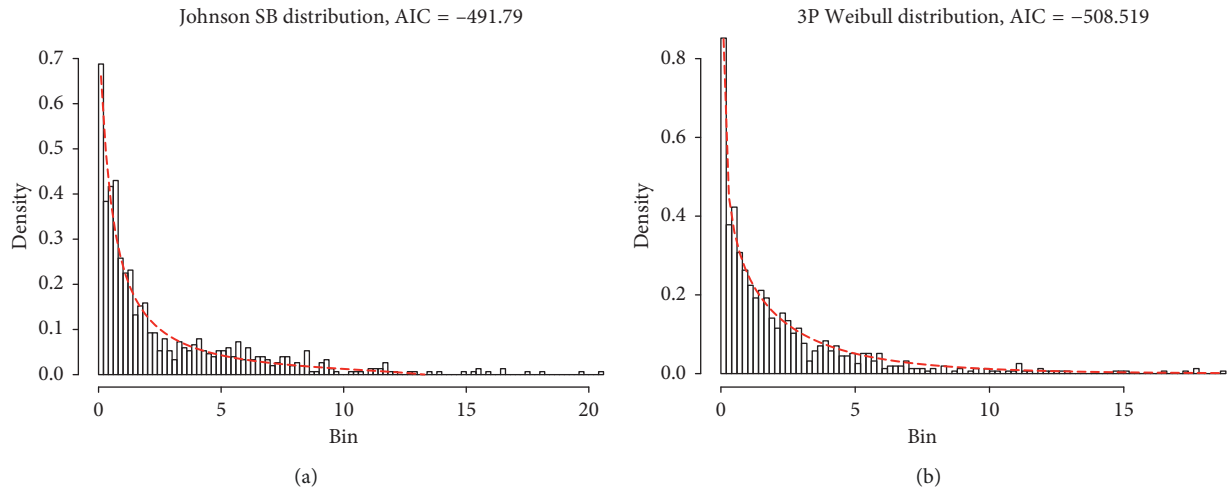 Johnson SB distribution, AIC = −491.79
0.7
0.6
0.5
0.4
0.3
0.2
0.1
0.0
Density
0 5 10 15 20
Bin
(a)
3P Weibull distribution, AIC = −508.519
0.8
0.6
0.4
0.2
0.0
Density
0 5 10 15
Bin
(b)